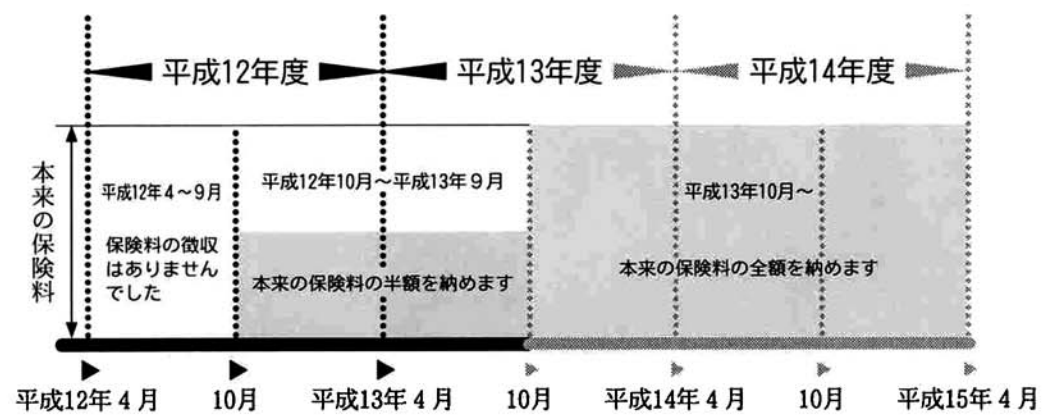 平成12年度
平成13年度
平成14年度
本来の保険料
平成12年4～9月
保険料の徴収
はありません
でした
平成12年10月～平成13年9月
本来の保険料の半額を納めます
平成13年10月～
本来の保険料の全額を納めます
平成12年4月
10月
平成13年4月
10月
平成14年4月
10月
平成15年4月